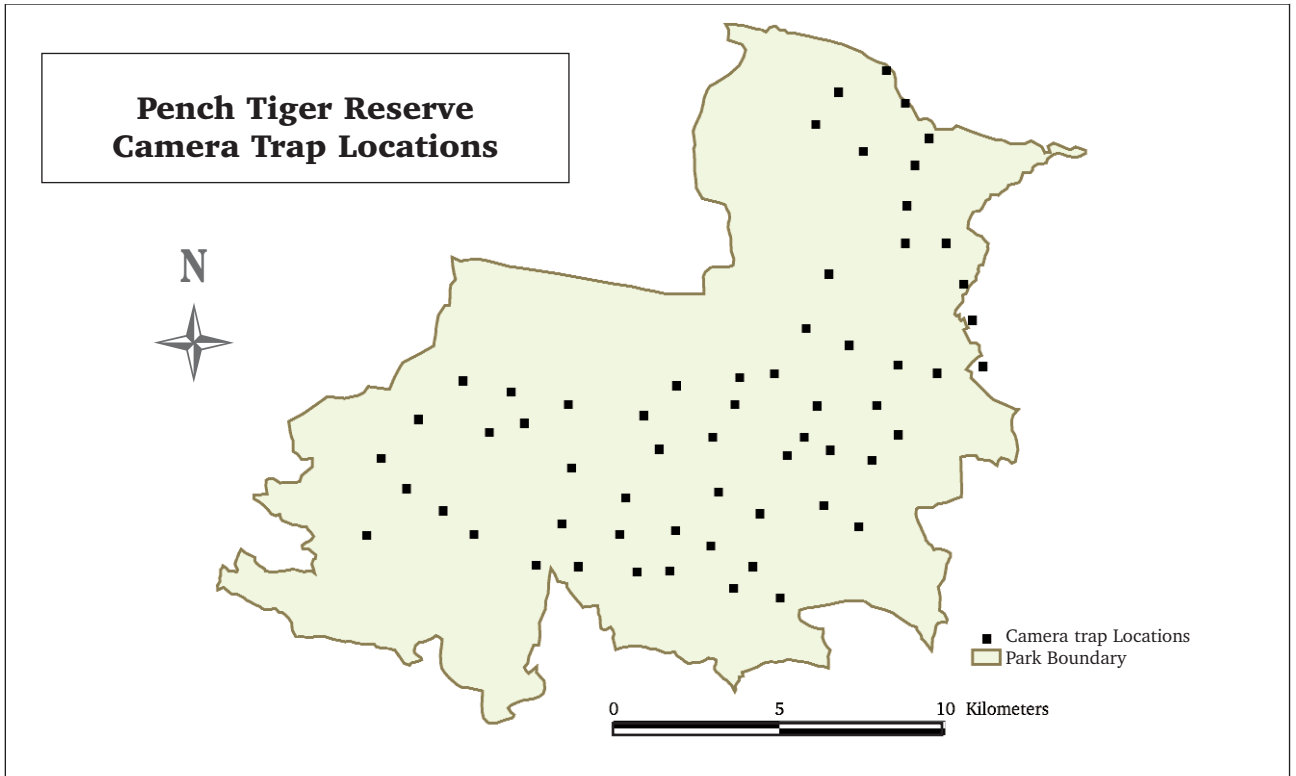 Pench Tiger Reserve
Camera Trap Locations
N
Camera trap Locations
Park Boundary
0 5 10 Kilometers